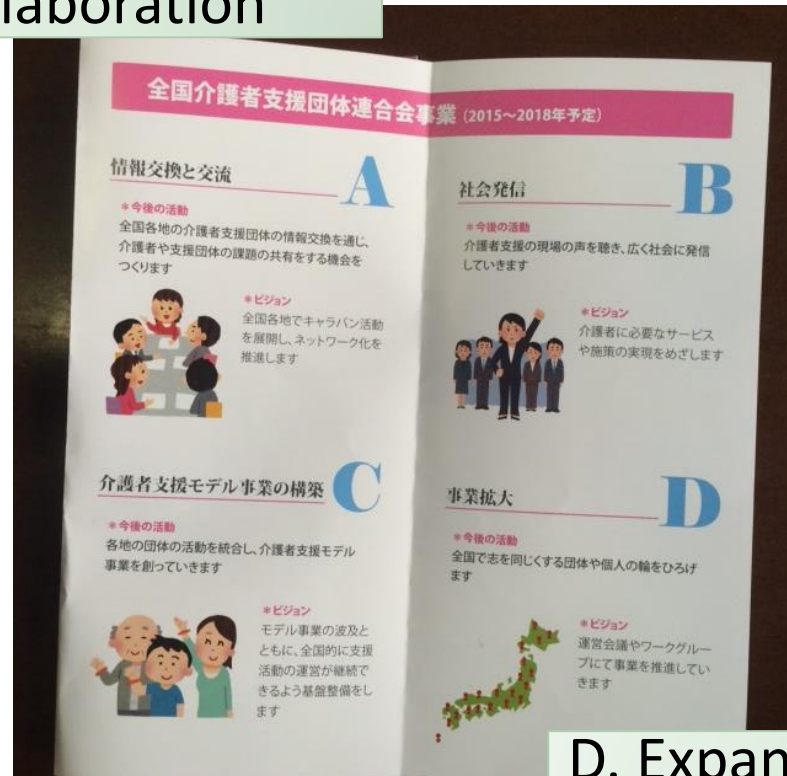 laboration
全国介護者支援団体連合会事業 (2015～2018年予定)
情報交換と交流 A
＊今後の活動
全国各地の介護者支援団体の情報交換を通じ、
介護者や支援団体の課題の共有をする機会を
つくります
＊ビジョン
全国各地でキャラバン活動
を展開し、ネットワーク化を
推進します
社会発信 B
＊今後の活動
介護者支援の現場の声を聴き、広く社会に発信
していきます
＊ビジョン
介護者に必要なサービス
や施策の実現をめざします
介護者支援モデル事業の構築 C
＊今後の活動
各地の団体の活動を統合し、介護者支援モデル
事業を創っていきます
＊ビジョン
モデル事業の波及と
ともに、全国的に支援
活動の運営が継続で
きるよう基盤整備をし
ます
事業拡大 D
＊今後の活動
全国で志を同じくする団体や個人の輪をひろげ
ます
＊ビジョン
運営会議やワークグルー
プにて事業を推進してい
きます
D. Expan